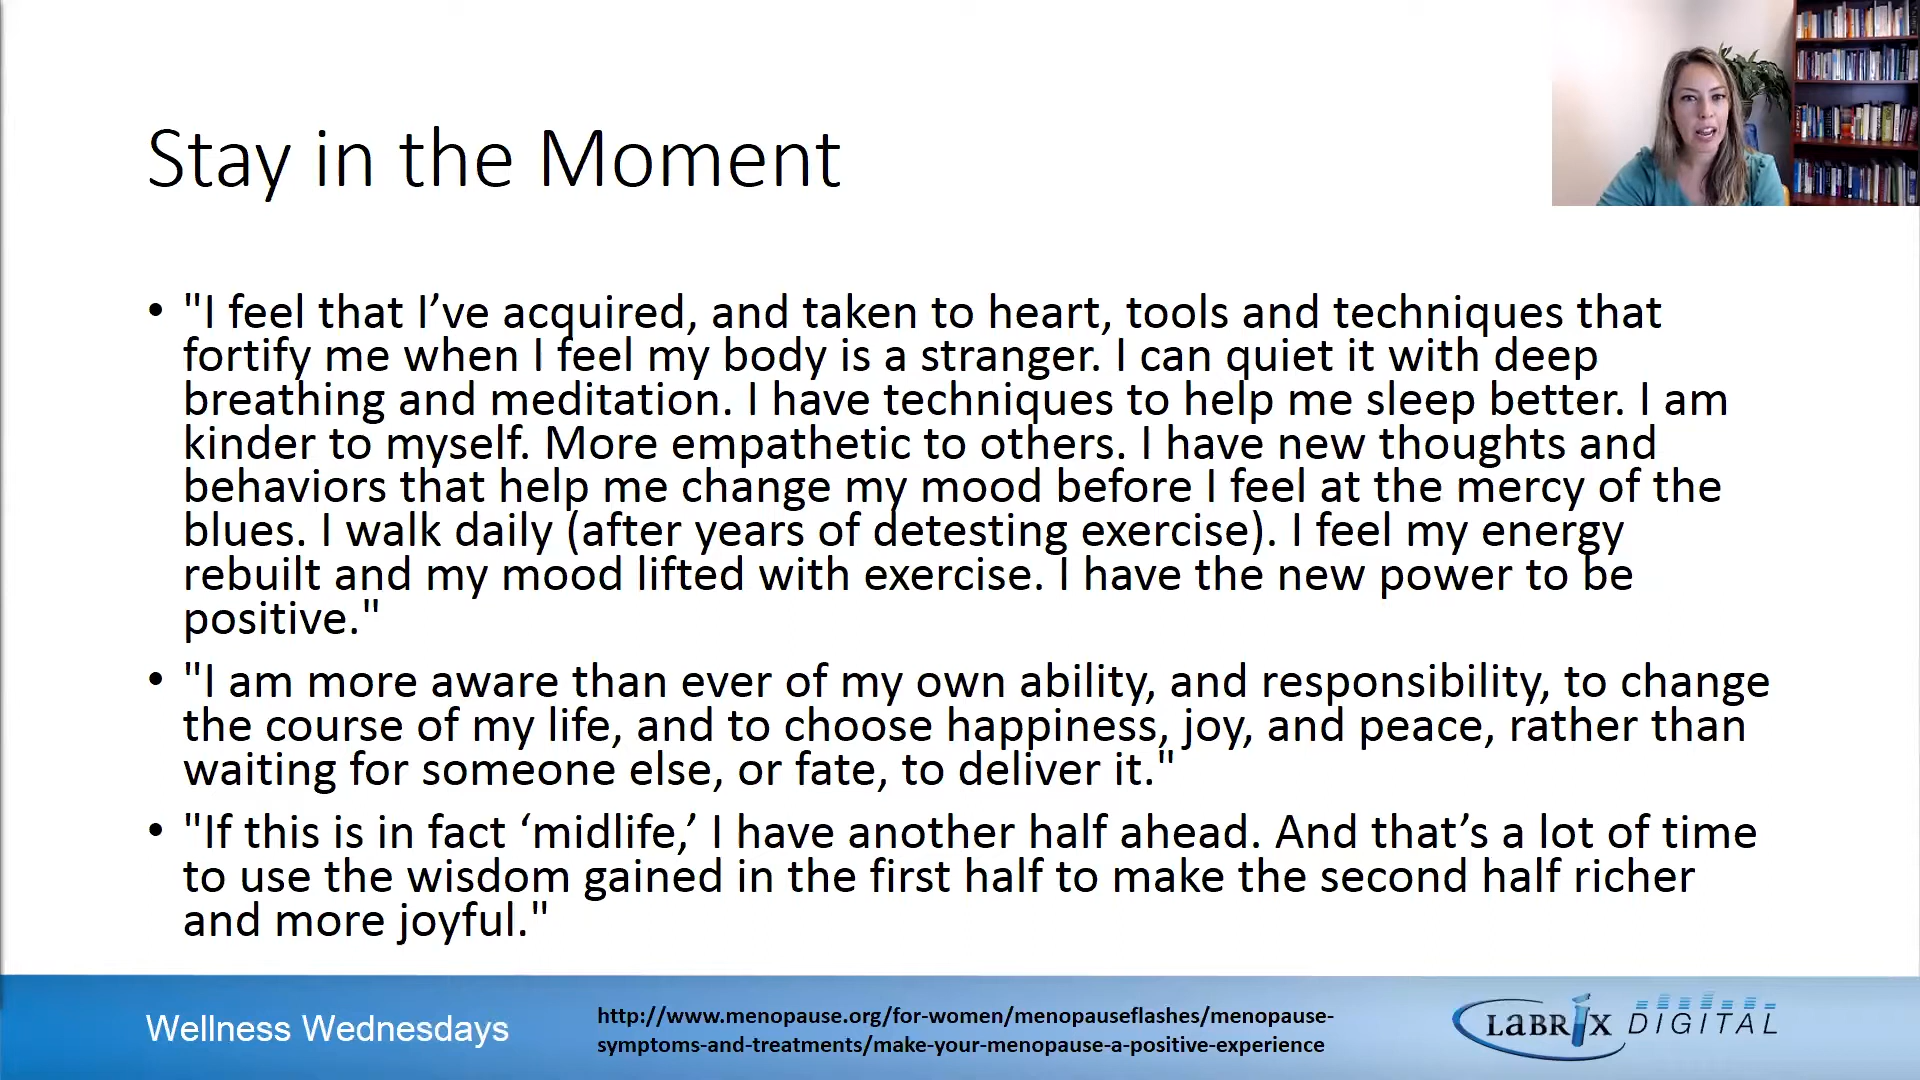 Stay in the Moment
• "I feel that I’ve acquired, and taken to heart, tools and techniques that
fortify me when I feel my body is a stranger. I can quiet it with deep
breathing and meditation. I have techniques to help me sleep better. I am
kinder to myself. More empathetic to others. I have new thoughts and
behaviors that help me change my mood before I feel at the mercy of the
blues. I walk daily (after years of detesting exercise). I feel my energy
rebuilt and my mood lifted with exercise. I have the new power to be
positive."
• "I am more aware than ever of my own ability, and responsibility, to change
the course of my life, and to choose happiness, joy, and peace, rather than
waiting for someone else, or fate, to deliver it."
• "If this is in fact ‘midlife,’ I have another half ahead. And that’s a lot of time
to use the wisdom gained in the first half to make the second half richer
and more joyful."
Wellness Wednesdays
http://www.menopause.org/for-women/menopauseflashes/menopause-
symptoms-and-treatments/make-your-menopause-a-positive-experience
LABRIX DIGITAL